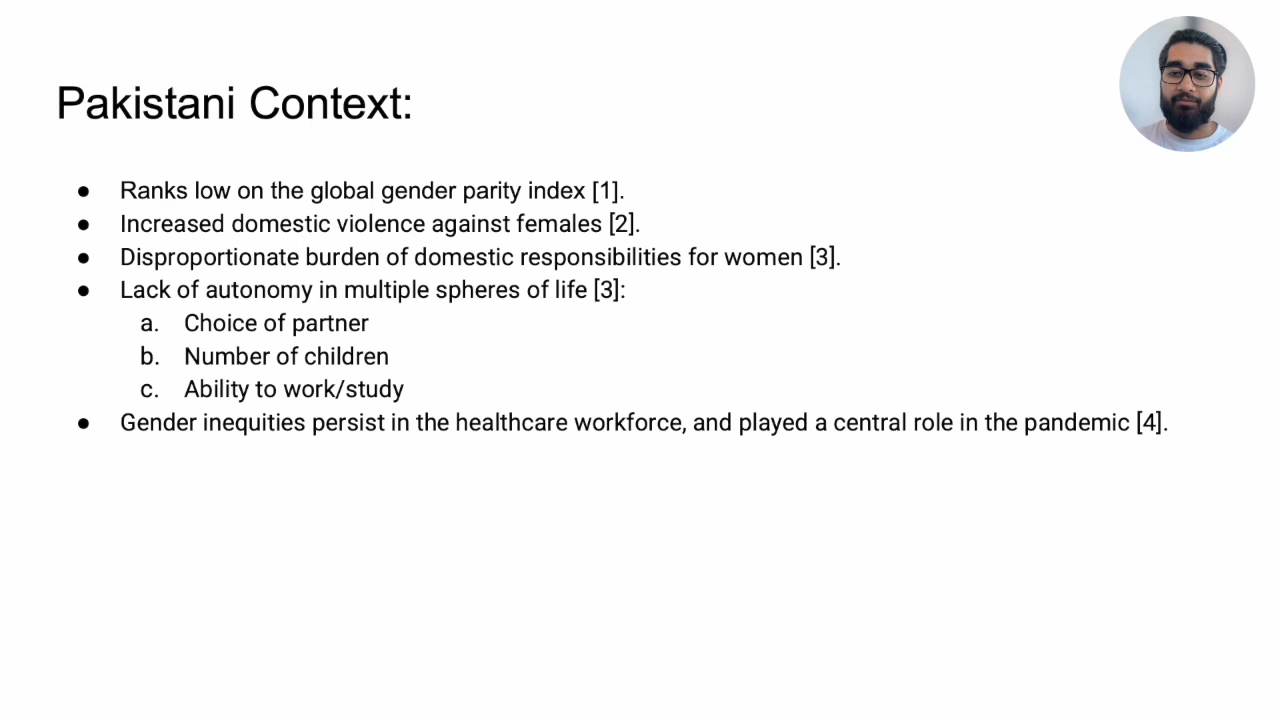 Pakistani Context:
● Ranks low on the global gender parity index [1].
● Increased domestic violence against females [2].
● Disproportionate burden of domestic responsibilities for women [3].
● Lack of autonomy in multiple spheres of life [3]:
a. Choice of partner
b. Number of children
c. Ability to work/study
● Gender inequities persist in the healthcare workforce, and played a central role in the pandemic [4].